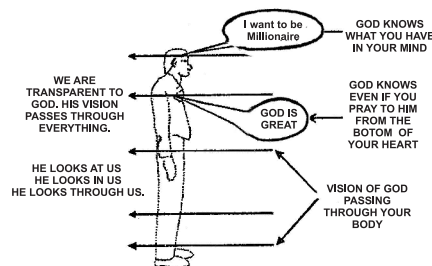 I want to be
Millionaire
GOD KNOWS
WHAT YOU HAVE
IN YOUR MIND
WE ARE
TRANSPARENT TO
GOD. HIS VISION
PASSES THROUGH
EVERYTHING.
GOD IS
GREAT
GOD KNOWS
EVEN IF YOU
PRAY TO HIM
FROM THE
BOTOM OF
YOUR HEART
HE LOOKS AT US
HE LOOKS IN US
HE LOOKS THROUGH US.
VISION OF GOD
PASSING
THROUGH YOUR
BODY